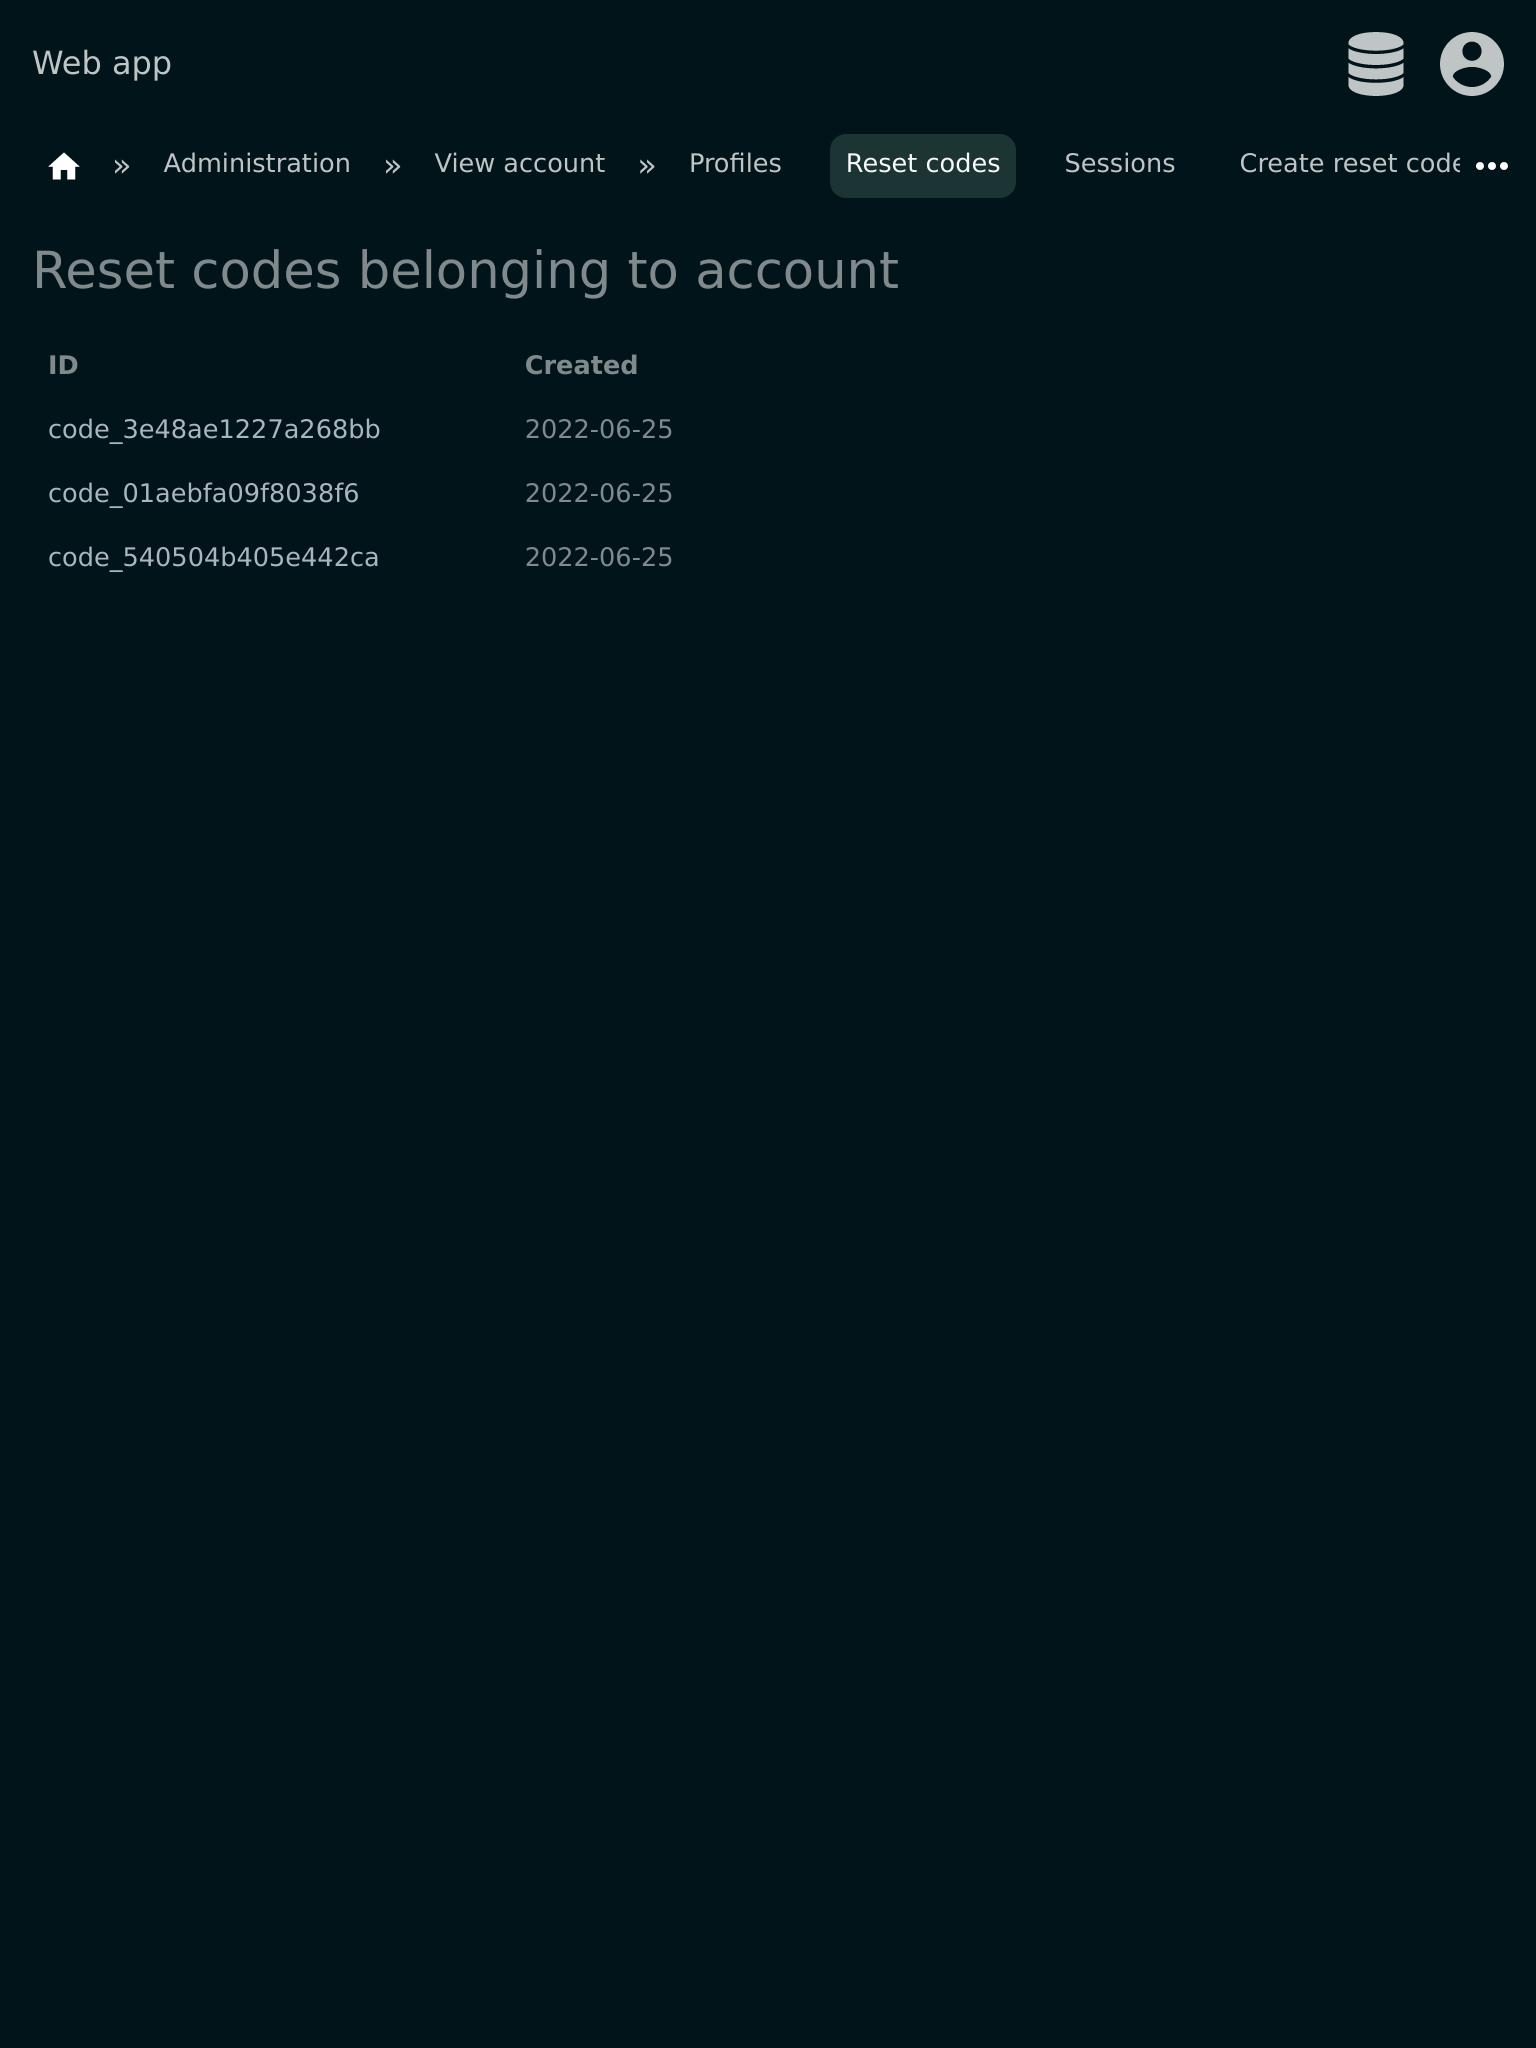 Web app
» Administration » View account » Profiles Reset codes Sessions Create reset code
Reset codes belonging to account
ID Created
code_3e48ae1227a268bb 2022-06-25
code_01aebfa09f8038f6 2022-06-25
code_540504b405e442ca 2022-06-25